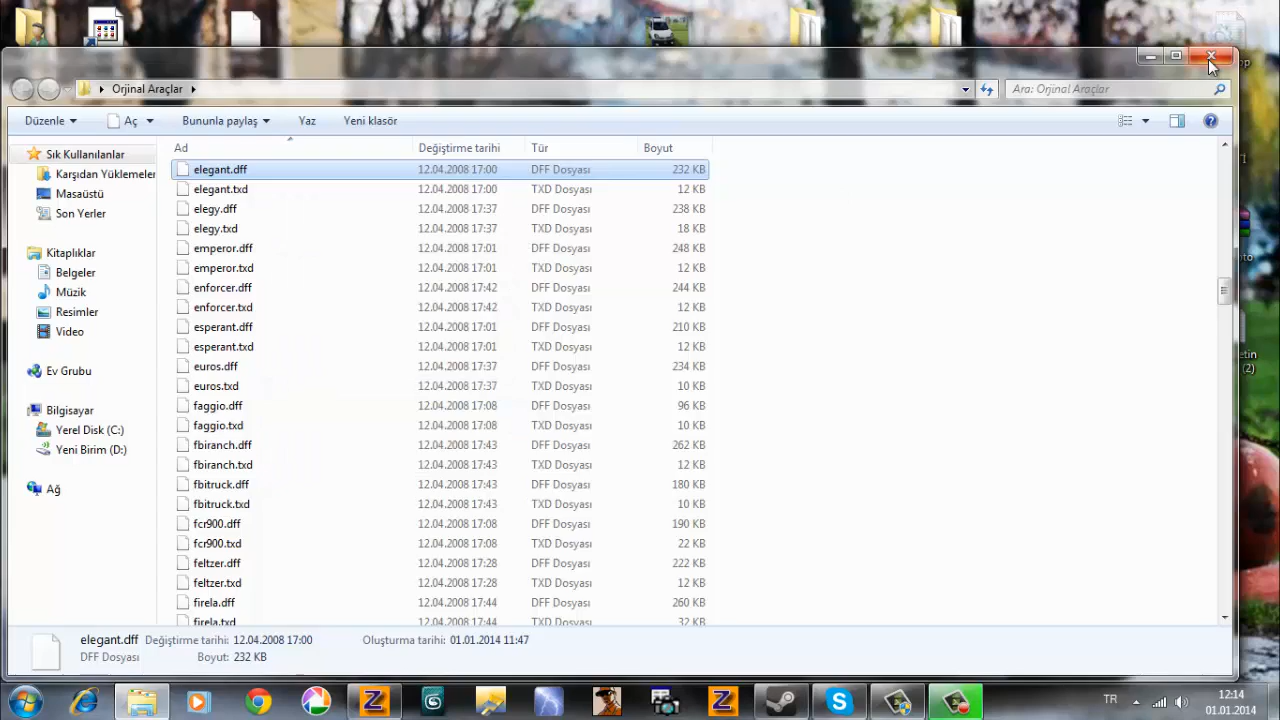 Orjinal Araçlar
Ara: Orjinal Araçlar
Düzenle Aç Bununla paylaş Yaz Yeni klasör
Ad Değiştirme tarihi Tür Boyut
Sık Kullanılanlar
Karşıdan Yüklemeler
Masaüstü
Son Yerler
Kitaplıklar
Belgeler
Müzik
Resimler
Video
Ev Grubu
Bilgisayar
Yerel Disk (C:)
Yeni Birim (D:)
Ağ
elegant.dff 12.04.2008 17:00 DFF Dosyası 232 KB
elegant.txd 12.04.2008 17:00 TXD Dosyası 12 KB
elegy.dff 12.04.2008 17:37 DFF Dosyası 238 KB
elegy.txd 12.04.2008 17:37 TXD Dosyası 18 KB
emperor.dff 12.04.2008 17:01 DFF Dosyası 248 KB
emperor.txd 12.04.2008 17:01 TXD Dosyası 12 KB
enforcer.dff 12.04.2008 17:42 DFF Dosyası 244 KB
enforcer.txd 12.04.2008 17:42 TXD Dosyası 12 KB
esperant.dff 12.04.2008 17:01 DFF Dosyası 210 KB
esperant.txd 12.04.2008 17:01 TXD Dosyası 12 KB
euros.dff 12.04.2008 17:37 DFF Dosyası 234 KB
euros.txd 12.04.2008 17:37 TXD Dosyası 10 KB
faggio.dff 12.04.2008 17:08 DFF Dosyası 96 KB
faggio.txd 12.04.2008 17:08 TXD Dosyası 10 KB
fbiranch.dff 12.04.2008 17:43 DFF Dosyası 262 KB
fbiranch.txd 12.04.2008 17:43 TXD Dosyası 12 KB
fbitruck.dff 12.04.2008 17:43 DFF Dosyası 180 KB
fbitruck.txd 12.04.2008 17:43 TXD Dosyası 10 KB
fcr900.dff 12.04.2008 17:08 DFF Dosyası 190 KB
fcr900.txd 12.04.2008 17:08 TXD Dosyası 22 KB
feltzer.dff 12.04.2008 17:28 DFF Dosyası 222 KB
feltzer.txd 12.04.2008 17:28 TXD Dosyası 12 KB
firela.dff 12.04.2008 17:44 DFF Dosyası 260 KB
firela.txd 12.04.2008 17:44 TXD Dosyası 32 KB
elegant.dff Değiştirme tarihi: 12.04.2008 17:00 Oluşturma tarihi: 01.01.2014 11:47
DFF Dosyası Boyut: 232 KB
TR 12:14
01.01.2014